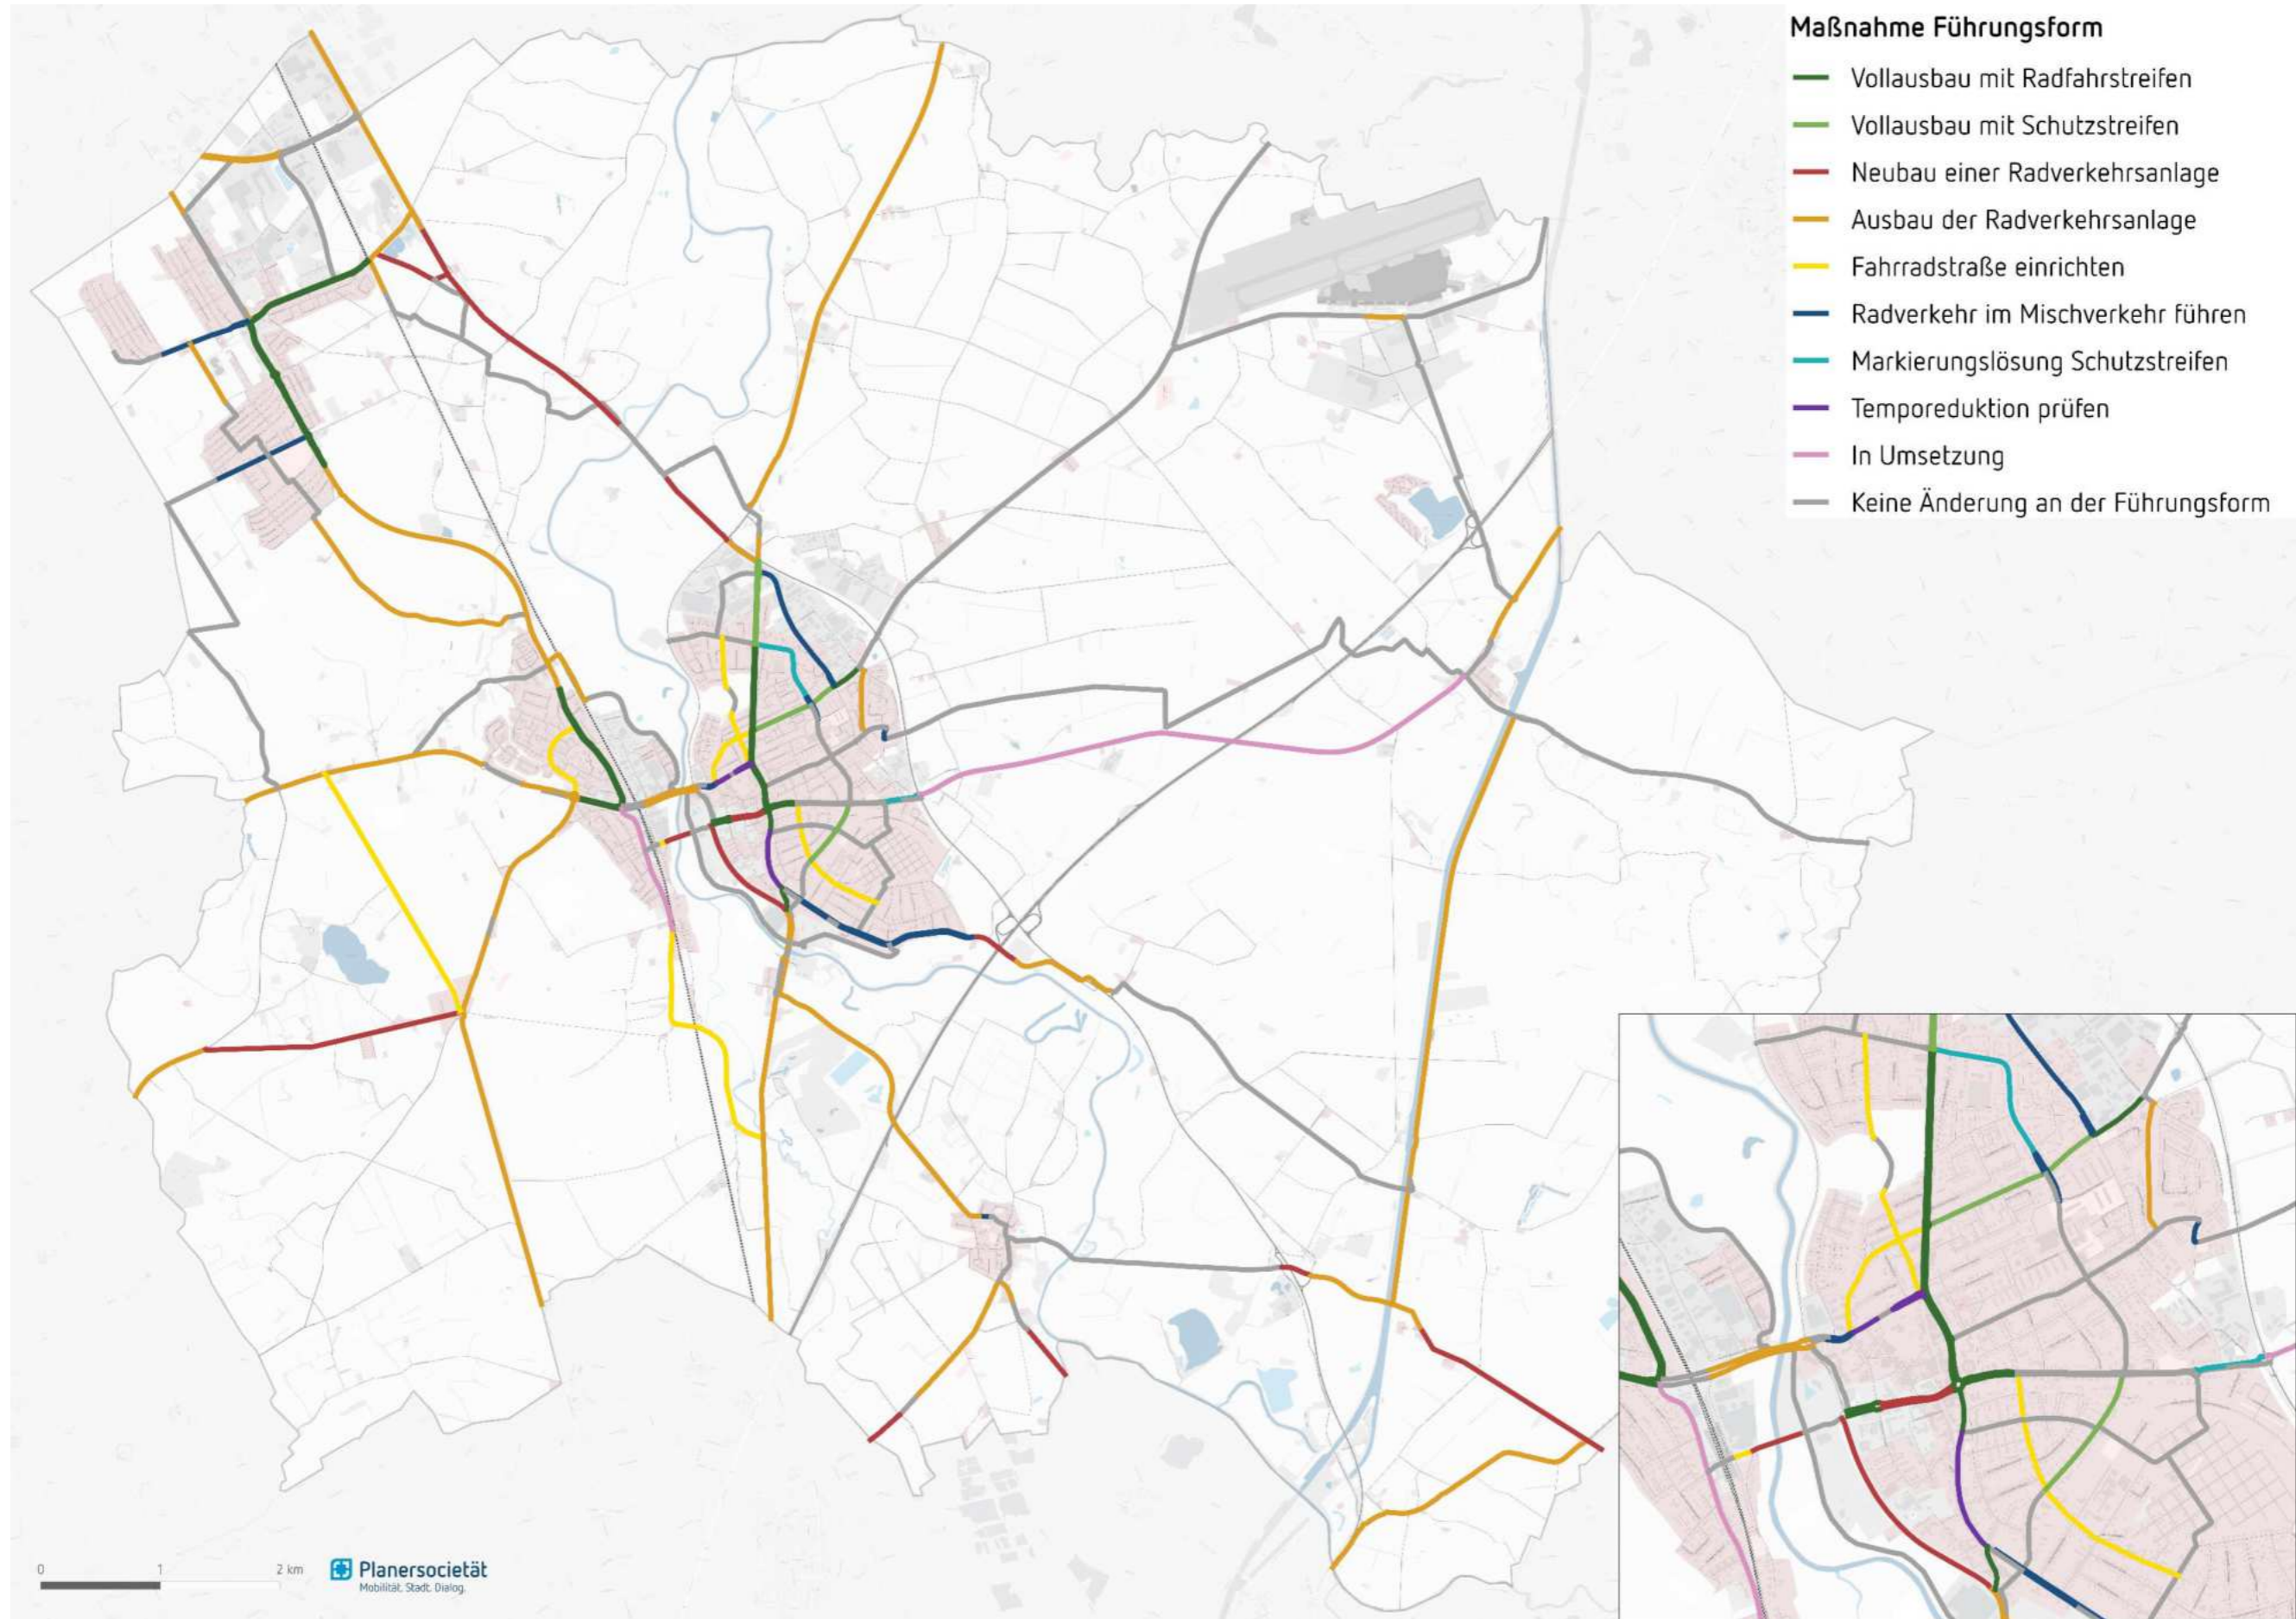 Maßnahme Führungsform
Vollausbau mit Radfahrstreifen
Vollausbau mit Schutzstreifen
Neubau einer Radverkehrsanlage
Ausbau der Radverkehrsanlage
Fahrradstraße einrichten
Radverkehr im Mischverkehr führen
Markierungslösung Schutzstreifen
Temporeduktion prüfen
In Umsetzung
Keine Änderung an der Führungsform
0 1 2 km
Planersocietät
Mobilität. Stadt. Dialog.